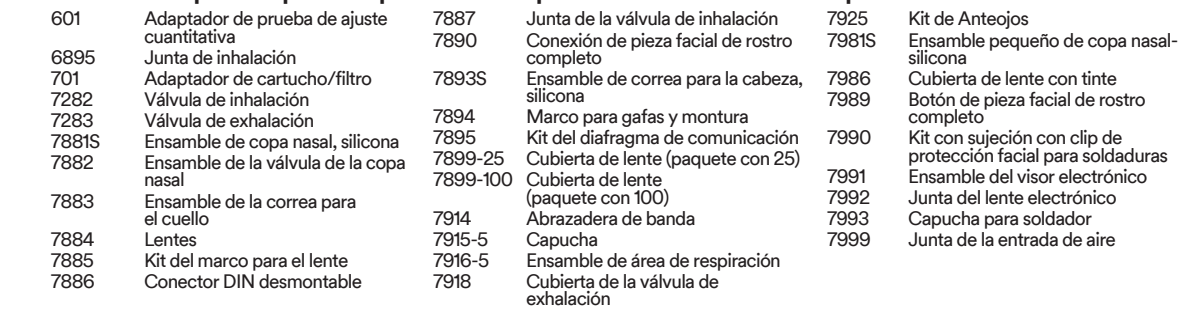 601 Adaptador de prueba de ajuste
cuantitativa
6895 Junta de inhalación
701 Adaptador de cartucho/filtro
7282 Válvula de inhalación
7283 Válvula de exhalación
7881S Ensamble de copa nasal, silicona
7882 Ensamble de la válvula de la copa
nasal
7883 Ensamble de la correa para
el cuello
7884 Lentes
7885 Kit del marco para el lente
7886 Conector DIN desmontable
7887 Junta de la válvula de inhalación
7890 Conexión de pieza facial de rostro
completo
7893S Ensamble de correa para la cabeza,
silicona
7894 Marco para gafas y montura
7895 Kit del diafragma de comunicación
7899-25 Cubierta de lente (paquete con 25)
7899-100 Cubierta de lente
(paquete con 100)
7914 Abrazadera de banda
7915-5 Capucha
7916-5 Ensamble de área de respiración
7918 Cubierta de la válvula de
exhalación
7925 Kit de Anteojos
7981S Ensamble pequeño de copa nasal-
silicona
7986 Cubierta de lente con tinte
7989 Botón de pieza facial de rostro
completo
7990 Kit con sujeción con clip de
protección facial para soldaduras
7991 Ensamble del visor electrónico
7992 Junta del lente electrónico
7993 Capucha para soldador
7999 Junta de la entrada de aire